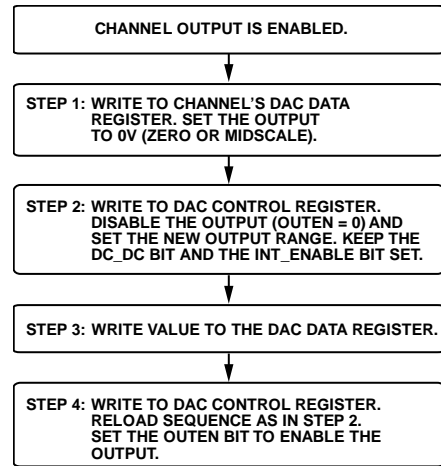 CHANNEL OUTPUT IS ENABLED.
STEP 1: WRITE TO CHANNEL'S DAC DATA
REGISTER. SET THE OUTPUT
TO 0V (ZERO OR MIDSCALE).
STEP 2: WRITE TO DAC CONTROL REGISTER.
DISABLE THE OUTPUT (OUTEN = 0) AND
SET THE NEW OUTPUT RANGE. KEEP THE
DC_DC BIT AND THE INT_ENABLE BIT SET.
STEP 3: WRITE VALUE TO THE DAC DATA REGISTER.
STEP 4: WRITE TO DAC CONTROL REGISTER.
RELOAD SEQUENCE AS IN STEP 2.
SET THE OUTEN BIT TO ENABLE THE
OUTPUT.